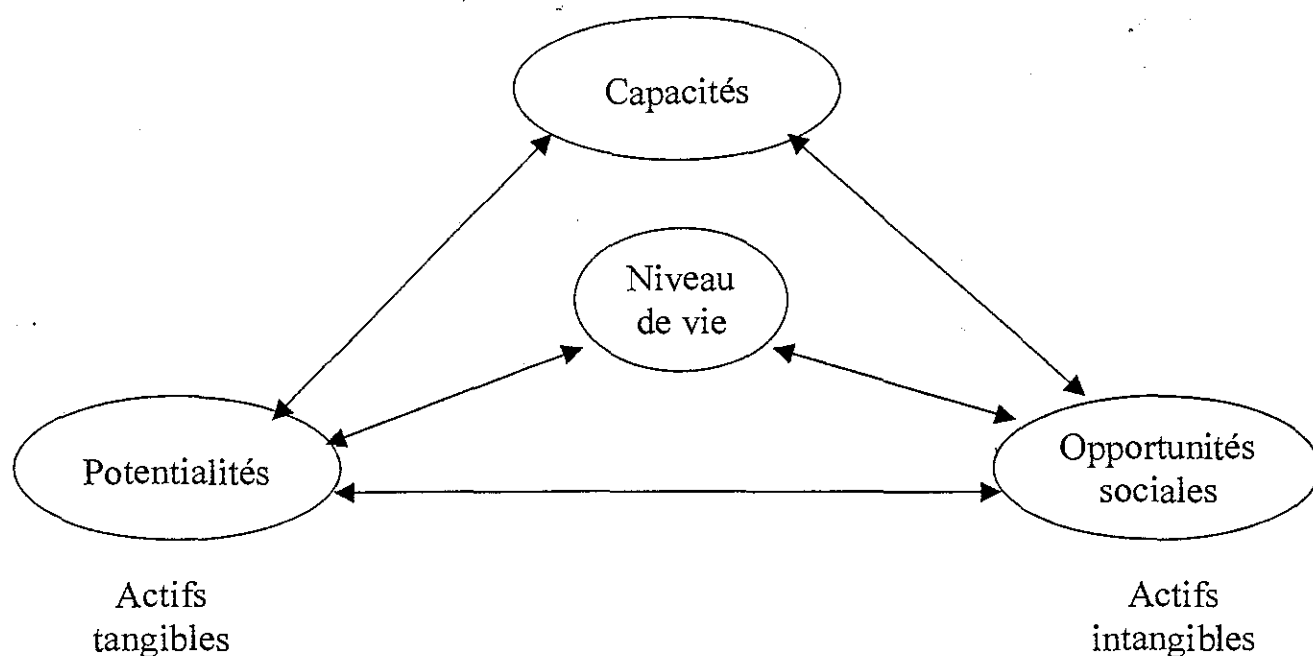 Capacités
Niveau
de vie
Potentialités
Opportunités
sociales
Actifs
tangibles
Actifs
intangibles